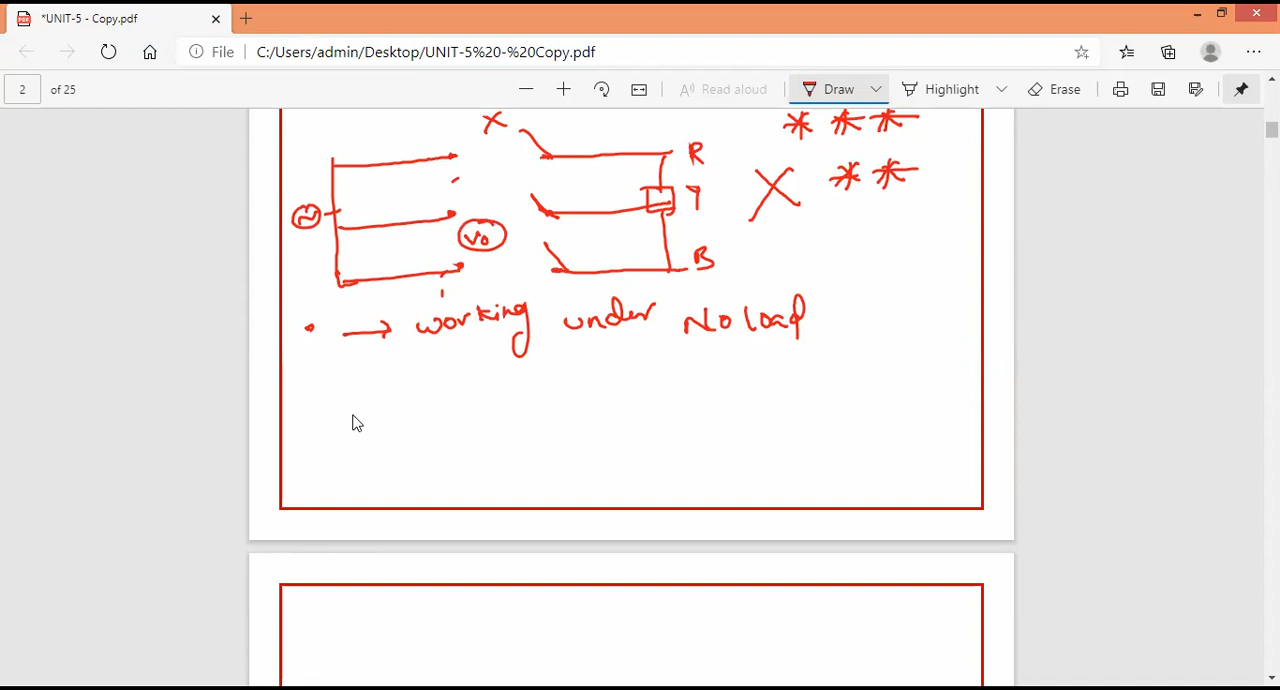 *UNIT-5 - Copy.pdf
File C:/Users/admin/Desktop/UNIT-5%20-%20Copy.pdf
2 of 25 Read aloud Draw Highlight Erase
X
R
Y
Vo
B
• → working under No load